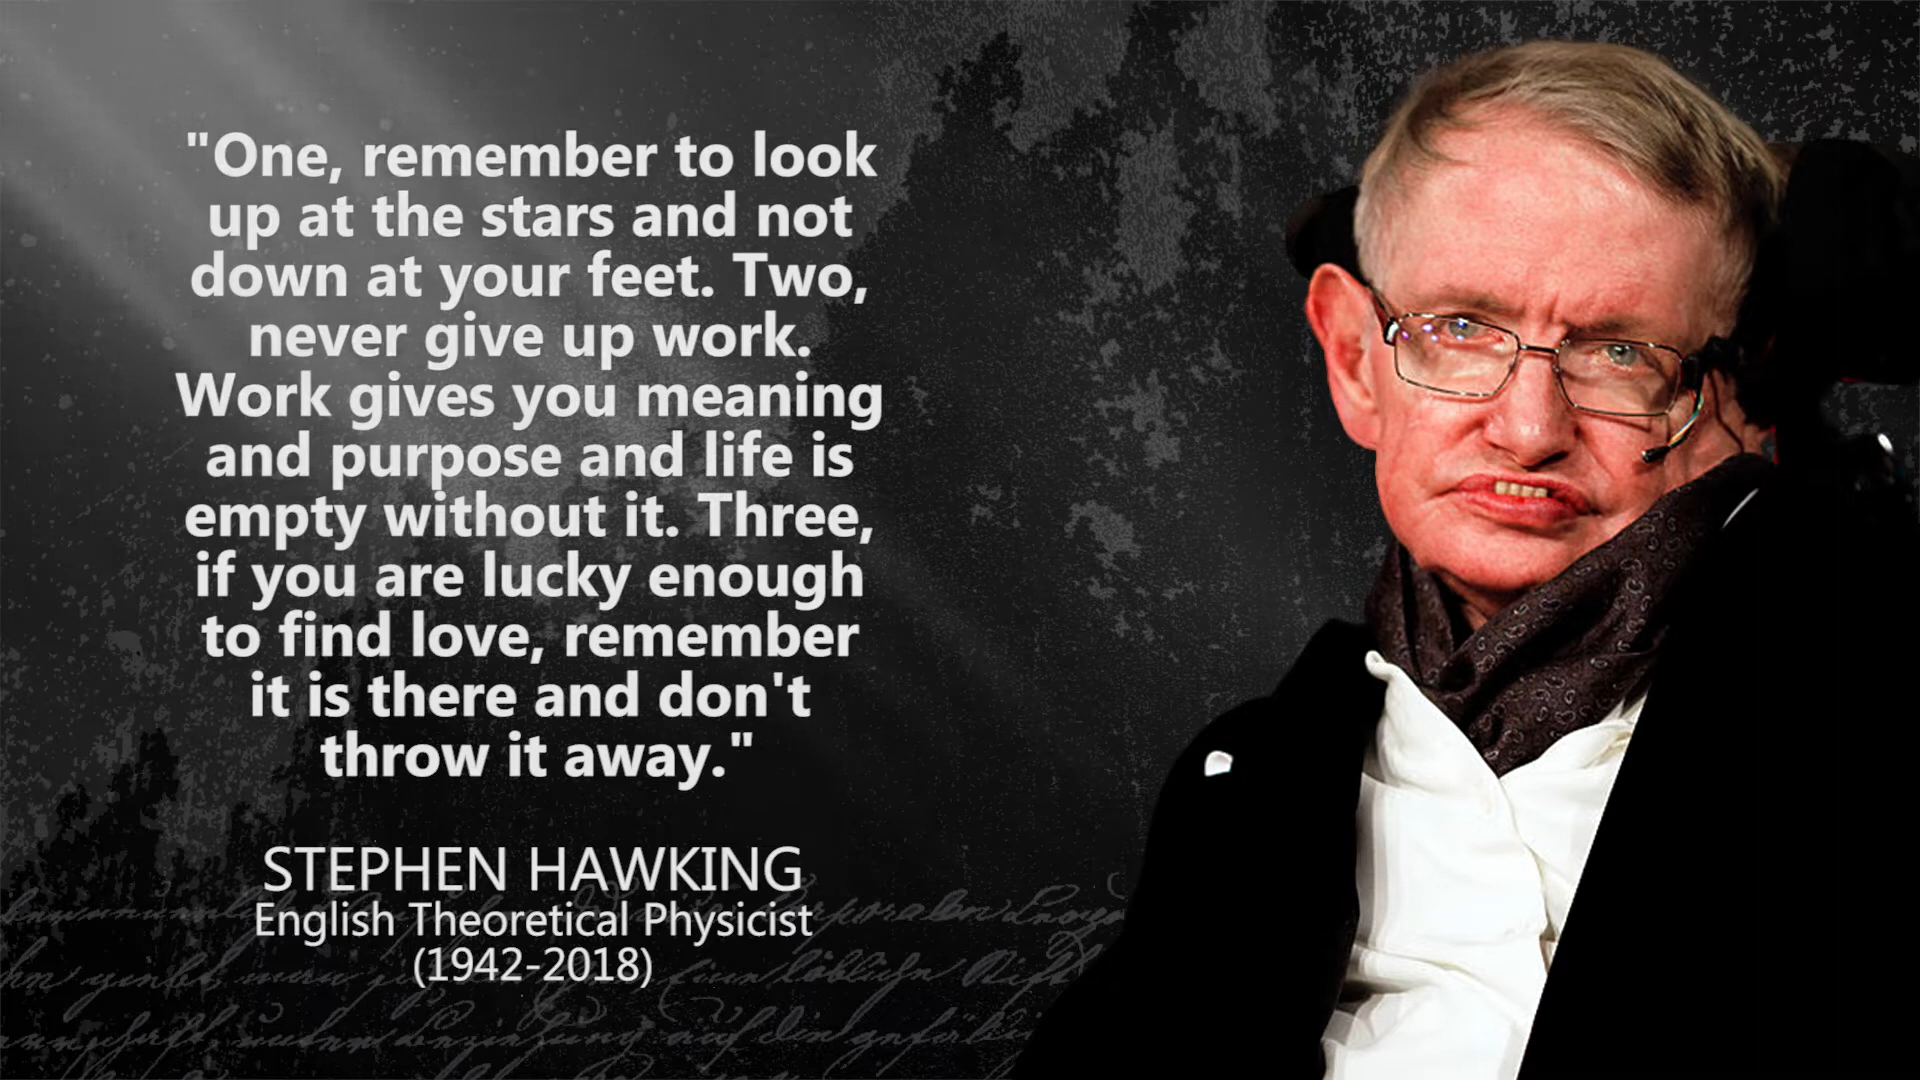 "One, remember to look
up at the stars and not
down at your feet. Two,
never give up work.
Work gives you meaning
and purpose and life is
empty without it. Three,
if you are lucky enough
to find love, remember
it is there and don't
throw it away."
STEPHEN HAWKING
English Theoretical Physicist
(1942-2018)